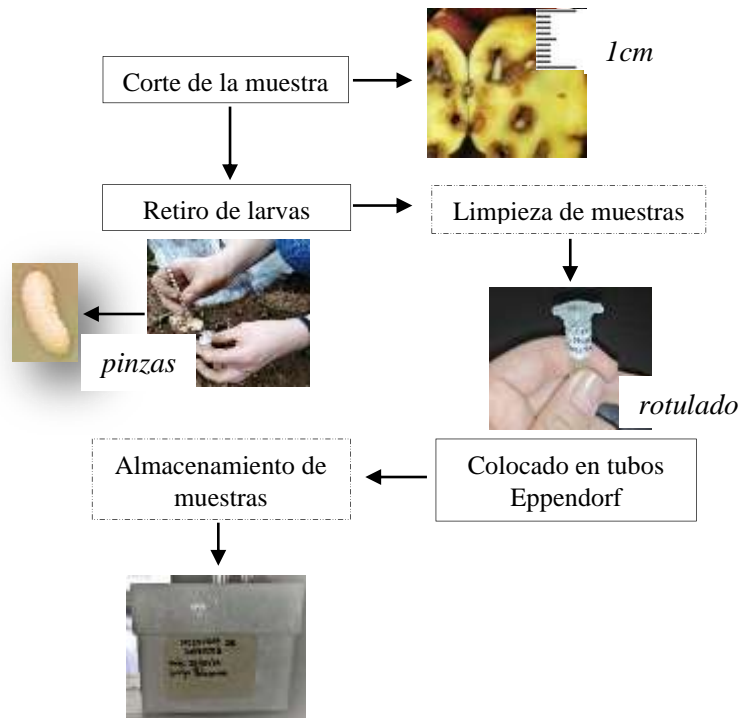 Corte de la muestra
1cm
Retiro de larvas
Limpieza de muestras
pinzas
rotulado
Almacenamiento de
muestras
Colocado en tubos
Eppendorf